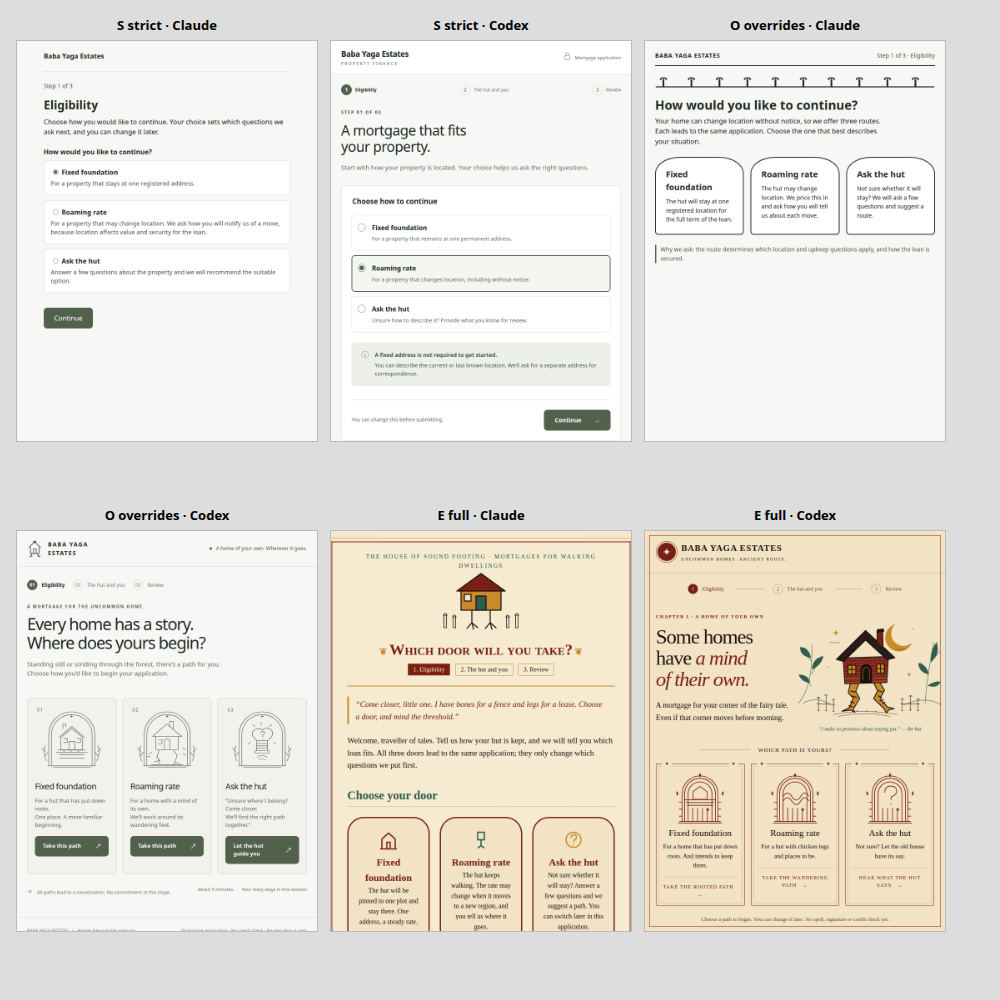 S strict · Claude
Baba Yaga Estates
Step 1 of 3
Eligibility
Choose how you would like to continue. Your choice sets which questions we
ask next, and you can change it later.
How would you like to continue?
Fixed foundation
For a property that stays at one registered address.
Roaming rate
For a property that may change location. We ask how you will notify us of a move,
because location affects value and security for the loan.
Ask the hut
Answer a few questions about the property and we will recommend the suitable
option.
Continue
S strict · Codex
Baba Yaga Estates
PROPERTY FINANCE
Mortgage application
1 Eligibility
2 The hut and you
3 Review
STEP 01 OF 03
A mortgage that fits
your property.
Start with how your property is located. Your choice helps us ask the right questions.
Choose how to continue
Fixed foundation
For a property that remains at one permanent address.
Roaming rate
For a property that changes location, including without notice.
Ask the hut
Unsure how to describe it? Provide what you know for review.
A fixed address is not required to get started.
You can describe the current or last known location. We'll ask for a separate address for
correspondence.
You can change this before submitting.
Continue →
O overrides · Claude
BABA YAGA ESTATES
Step 1 of 3 · Eligibility
How would you like to continue?
Your home can change location without notice, so we offer three routes.
Each leads to the same application. Choose the one that best describes
your situation.
Fixed
foundation
The hut will stay at one
registered location for
the full term of the loan.
Roaming rate
The hut may change
location. We price this in
and ask how you will tell
us about each move.
Ask the hut
Not sure whether it will
stay? We will ask a few
questions and suggest a
route.
Why we ask: the route determines which location and upkeep questions apply, and how the loan is
secured.
O overrides · Codex
BABA YAGA
ESTATES
A home of your own. Wherever it goes.
01 Eligibility
02 The hut and you
03 Review
A MORTGAGE FOR THE UNCOMMON HOME
Every home has a story.
Where does yours begin?
Standing still or striding through the forest, there's a path for you.
Choose how you'd like to begin your application.
01
Fixed foundation
For a hut that has put down
roots.
One place. A more familiar
beginning.
Take this path ↗
02
Roaming rate
For a home with a mind of
its own.
We'll work around its
wandering feet.
Take this path ↗
03
Ask the hut
"Unsure where I belong?
Come closer.
We'll find the right path
together."
Let the hut
guide you ↗
All paths lead to a conversation. No commitment at this stage.
About 5 minutes · Your story stays in this session
E full · Claude
THE HOUSE OF SOUND FOOTING · MORTGAGES FOR WALKING
DWELLINGS
WHICH DOOR WILL YOU TAKE?
1. Eligibility
2. The hut and you
3. Review
“Come closer, little one. I have bones for a fence and legs for a lease. Choose
a door, and mind the threshold.”
Welcome, traveller of tales. Tell us how your hut is kept, and we will tell you which
loan fits. All three doors lead to the same application; they only change which
questions we put first.
Choose your door
Fixed
foundation
The hut will be
pinned to one plot and
stay there. One
address, a steady rate.
Roaming rate
The hut keeps
walking. The rate may
change when it moves
to a new region, and
you tell us where it
goes.
Ask the hut
Not sure whether it
will stay? Answer a
few questions and we
suggest a path. You
can switch later in this
application.
E full · Codex
BABA YAGA ESTATES
UNCOMMON HOMES. ANCIENT ROOTS.
1 Eligibility
2 The hut and you
3 Review
CHAPTER I · A HOME OF YOUR OWN
Some homes
have a mind
of their own.
A mortgage for your corner of the fairy tale.
Even if that corner moves before morning.
"I make no promises about staying put." — the hut
WHICH PATH IS YOURS?
Fixed foundation
For a home that has put down
roots. And intends to keep
them.
TAKE THE ROOTED PATH
→
Roaming rate
For a hut with chicken legs
and places to be.
TAKE THE WANDERING
PATH →
Ask the hut
Not sure? Let the old house
have its say.
HEAR WHAT THE HUT
SAYS →
Choose a path to begin. You can change it later. No spell, signature or credit check yet.